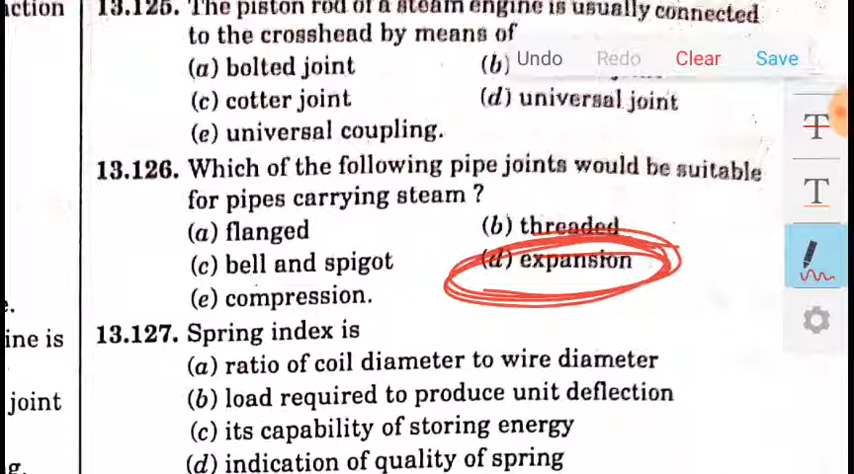 ction
13.125. The piston rod of a steam engine is usually connected
to the crosshead by means of
(a) bolted joint
(b)
Undo Redo Clear Save
(c) cotter joint
(d) universal joint
(e) universal coupling.
13.126. Which of the following pipe joints would be suitable
for pipes carrying steam ?
(a) flanged
(b) threaded
(c) bell and spigot
(d) expansion
(e) compression.
e.
ine is
13.127. Spring index is
(a) ratio of coil diameter to wire diameter
(b) load required to produce unit deflection
joint
(c) its capability of storing energy
(d) indication of quality of spring
g.
T
T